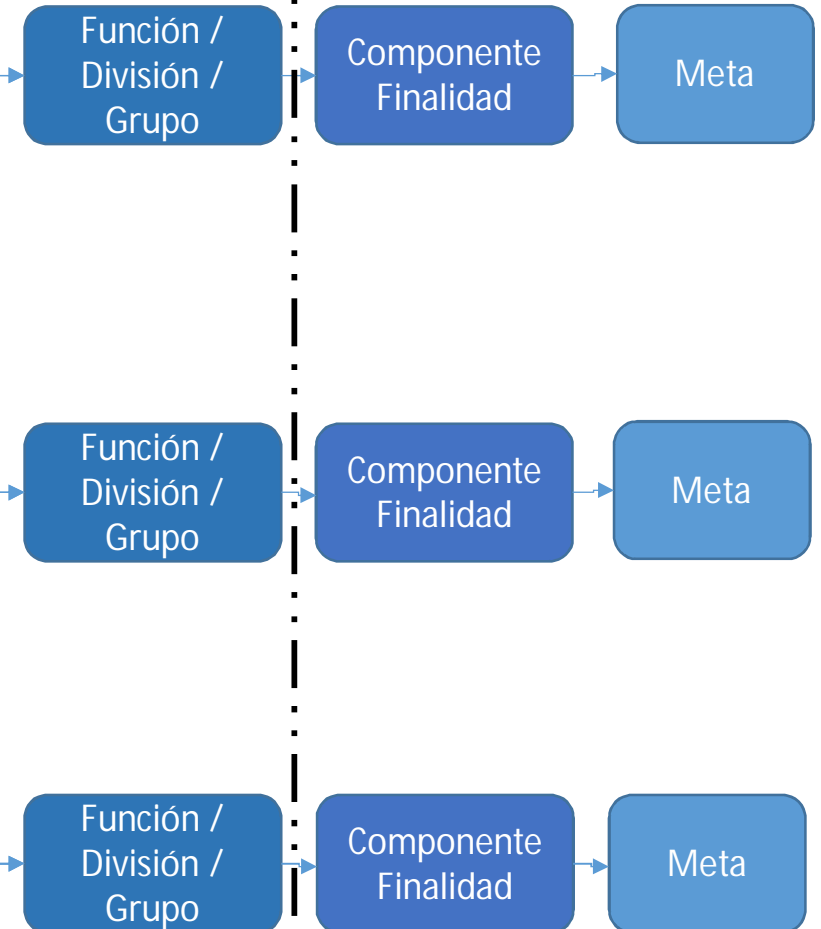 Función /
División /
Grupo
Componente
Finalidad
Meta
Función /
División /
Grupo
Componente
Finalidad
Meta
Función /
División /
Grupo
Componente
Finalidad
Meta